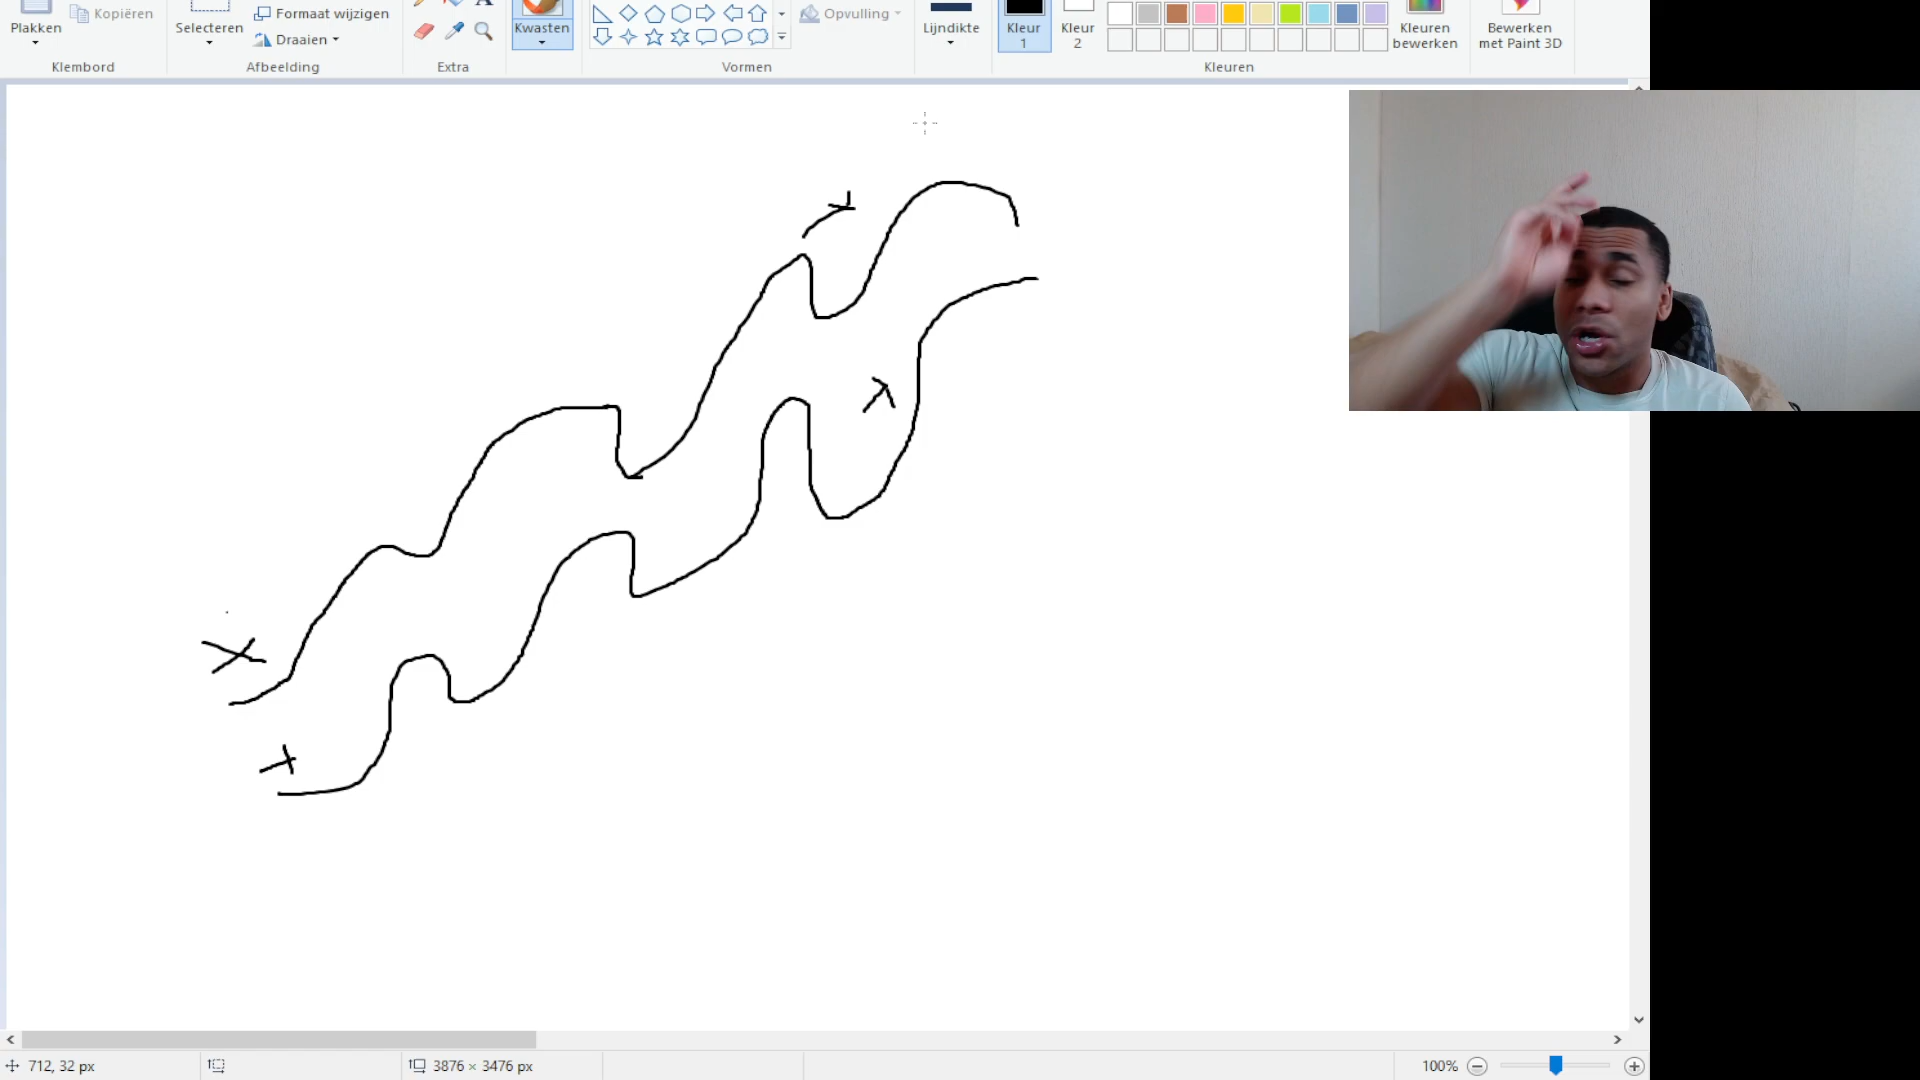 Plakken
Kopiëren
Klembord
Selecteren
Formaat wijzigen
Draaien
Afbeelding
A
Extra
Kwasten
Opvulling
Vormen
Lijndikte
Kleur
1
Kleur
2
Kleuren
bewerken
Kleuren
Bewerken
met Paint 3D
712, 32 px
3876 × 3476 px
100%